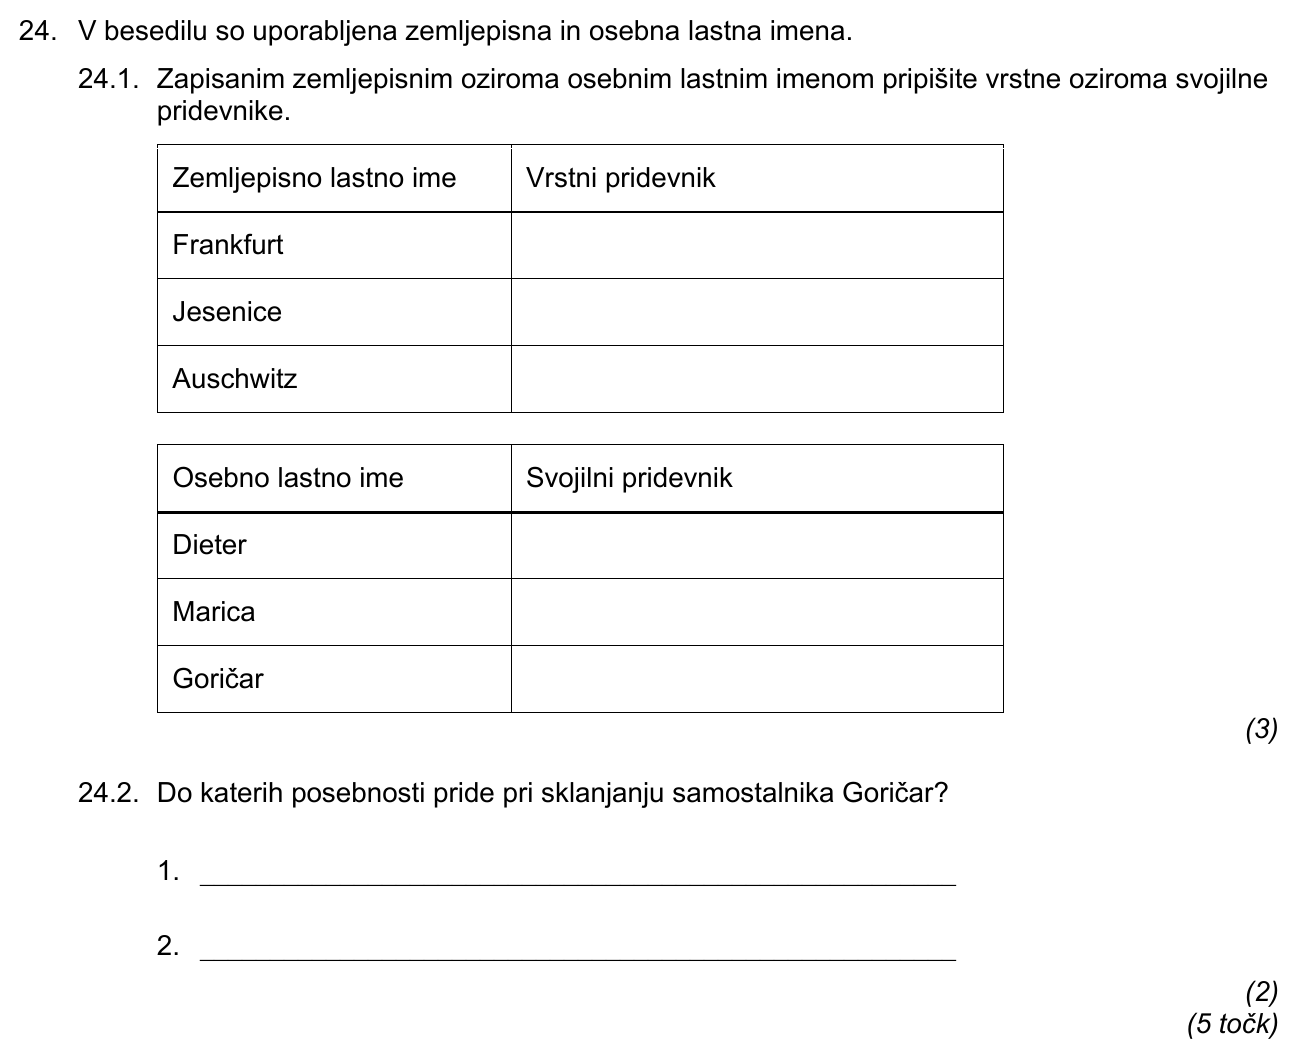 24. V besedilu so uporabljena zemljepisna in osebna lastna imena.
24.1. Zapisanim zemljepisnim oziroma osebnim lastnim imenom pripišite vrstne oziroma svojilne
pridevnike.
Zemljepisno lastno ime Vrstni pridevnik
Frankfurt
Jesenice
Auschwitz
Osebno lastno ime Svojilni pridevnik
Dieter
Marica
Goričar
(3)
24.2. Do katerih posebnosti pride pri sklanjanju samostalnika Goričar?
1.
2.
(2)
(5 točk)